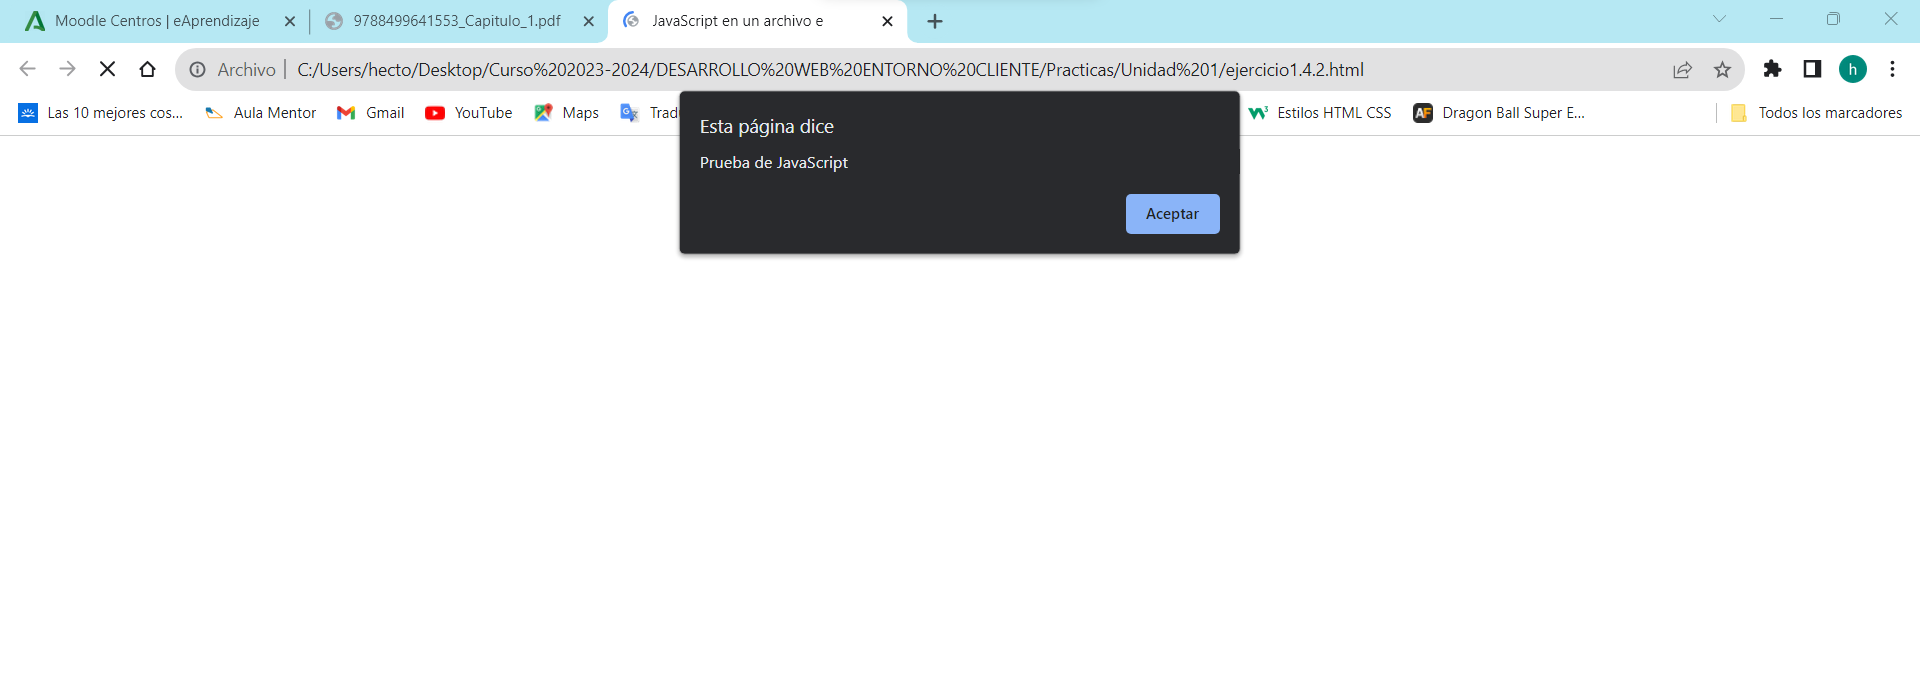 Moodle Centros | eAprendizaje
9788499641553_Capitulo_1.pdf
JavaScript en un archivo e
Archivo
C:/Users/hecto/Desktop/Curso%202023-2024/DESARROLLO%20WEB%20ENTORNO%20CLIENTE/Practicas/Unidad%201/ejercicio1.4.2.html
h
Las 10 mejores cos...
Aula Mentor
Gmail
YouTube
Maps
Tradu
Estilos HTML CSS
AF
Dragon Ball Super E...
Todos los marcadores
Esta página dice
Prueba de JavaScript
Aceptar